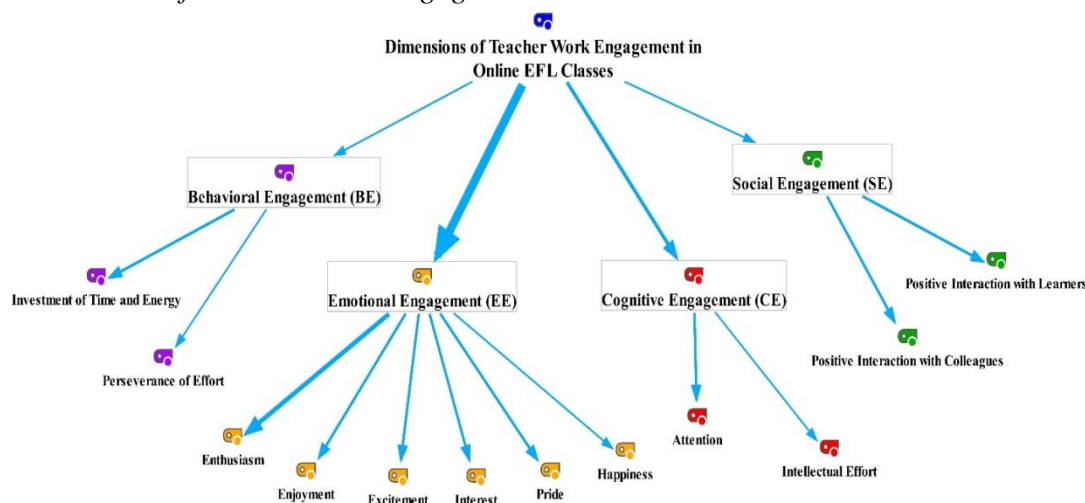 Dimensions of Teacher Work Engagement in
Online EFL Classes
Behavioral Engagement (BE)
Social Engagement (SE)
Investment of Time and Energy
Emotional Engagement (EE)
Cognitive Engagement (CE)
Positive Interaction with Learners
Perseverance of Effort
Positive Interaction with Colleagues
Enthusiasm
Enjoyment
Excitement
Interest
Pride
Happiness
Attention
Intellectual Effort